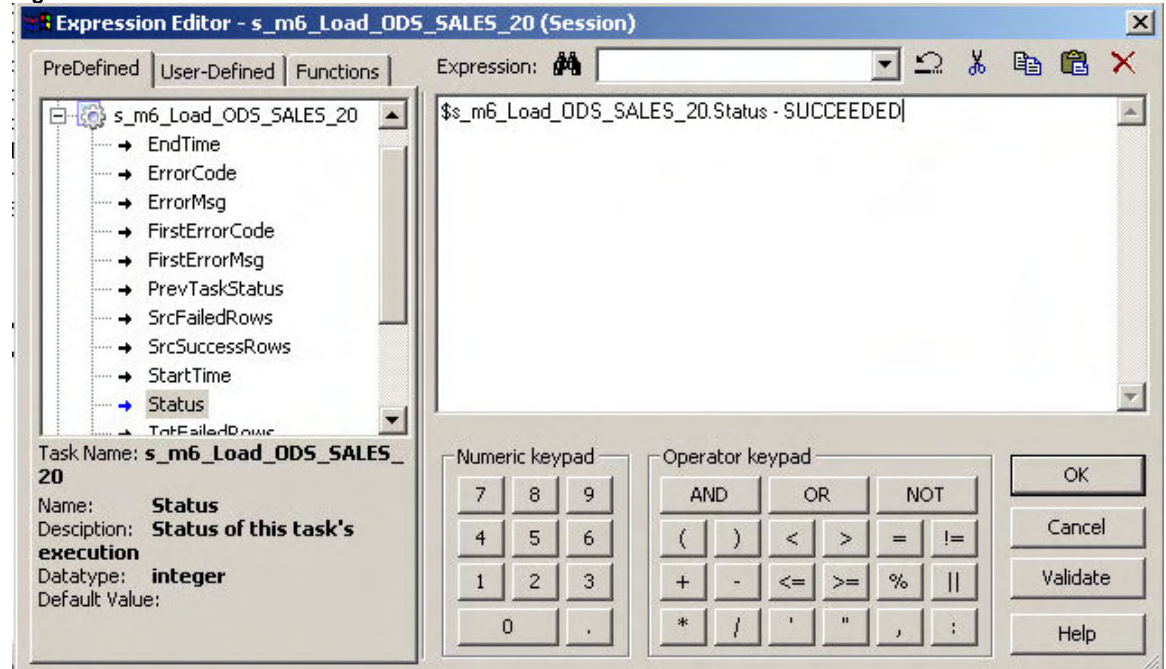 Expression Editor - s_m6_Load_ODS_SALES_20 (Session)
PreDefined User-Defined Functions
Expression:
s_m6_Load_ODS_SALES_20
EndTime
ErrorCode
ErrorMsg
FirstErrorCode
FirstErrorMsg
PrevTaskStatus
SrcFailedRows
SrcSuccessRows
StartTime
Status
TgtFailedRows
$s_m6_Load_ODS_SALES_20.Status - SUCCEEDED
Task Name: s_m6_Load_ODS_SALES_
20
Name: Status
Desciption: Status of this task's
execution
Datatype: integer
Default Value:
Numeric keypad
7 8 9
4 5 6
1 2 3
0 .
Operator keypad
AND OR NOT
( ) < > = !=
+ - <= >= % ||
* / ' " , :
OK
Cancel
Validate
Help